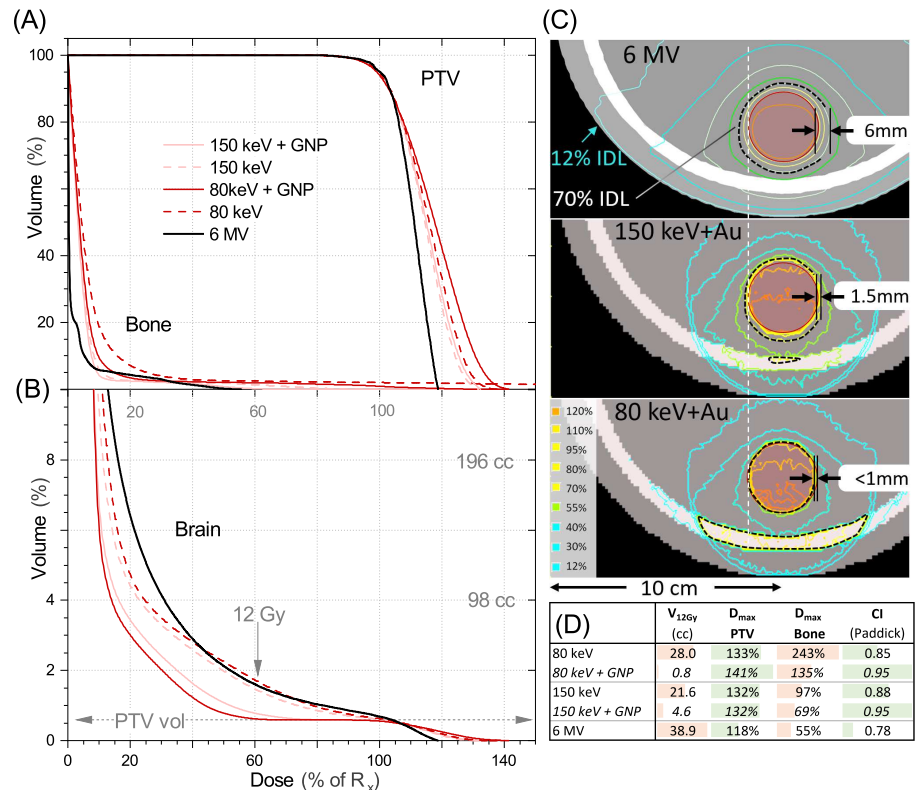 (A)
100
80
60
40
20
Volume (%)
PTV
150 keV + GNP
150 keV
80keV + GNP
80 keV
6 MV
Bone
(B)
20
60
100
8
4
2
0
Volume (%)
196 cc
Brain
98 cc
12 Gy
PTV vol
0
20
40
60
80
100
120
140
Dose (% of Rx)
(C)
6 MV
6mm
12% IDL
70% IDL
150 keV+Au
1.5mm
80 keV+Au
<1mm
120%
110%
95%
80%
70%
55%
40%
30%
12%
10 cm
(D) V12Gy (cc) Dmax PTV Dmax Bone CI (Paddick)
80 keV 28.0 133% 243% 0.85
80 keV + GNP 0.8 141% 135% 0.95
150 keV 21.6 132% 97% 0.88
150 keV + GNP 4.6 132% 69% 0.95
6 MV 38.9 118% 55% 0.78